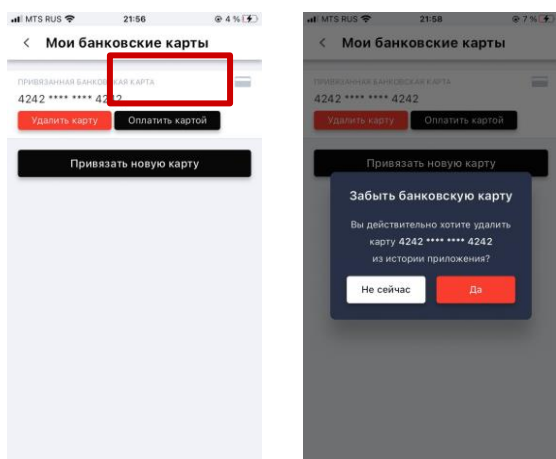 MTS RUS 21:56 4 %
Мои банковские карты
ПРИВЯЗАННАЯ БАНКОВСКАЯ КАРТА
4242 **** **** 4242
Удалить карту Оплатить картой
Привязать новую карту
MTS RUS 21:58 7 %
Мои банковские карты
ПРИВЯЗАННАЯ БАНКОВСКАЯ КАРТА
4242 **** **** 4242
Удалить карту Оплатить картой
Привязать новую карту
Забыть банковскую карту
Вы действительно хотите удалить
карту 4242 **** **** 4242
из истории приложения?
Не сейчас Да